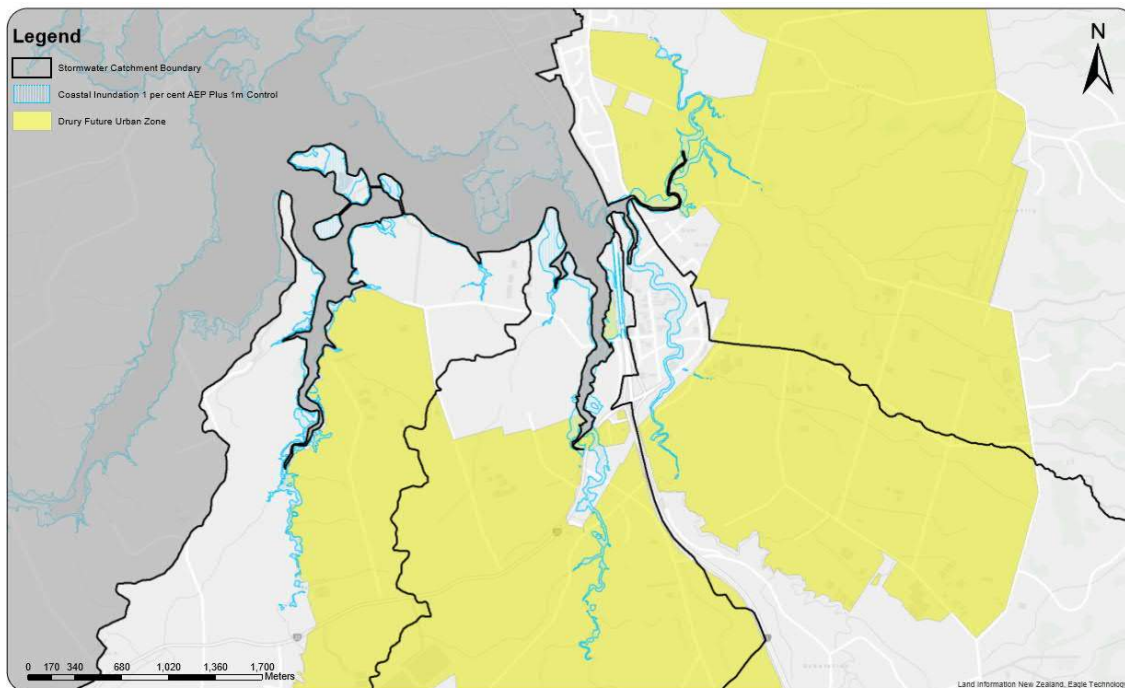 Legend
Stormwater Catchment Boundary
Coastal Inundation 1 per cent AEP Plus 1m Control
Drury Future Urban Zone
N
0 170 340 680 1,020 1,360 1,700
Meters
Land Information New Zealand, Eagle Technology